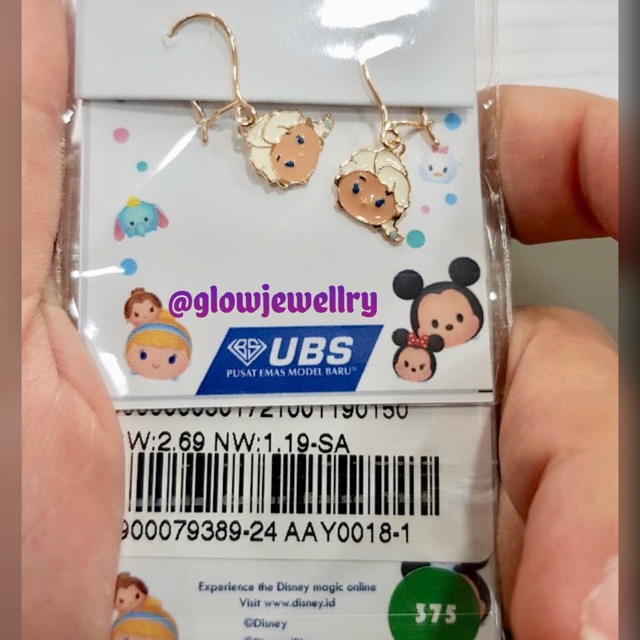 @glowjewellry
UBS
PUSAT EMAS MODEL BARU
W:2.69 NW:1.19-SA
900079389-24 AAY0018-1
Experience the Disney magic online
Visit www.disney.id
©Disney
375